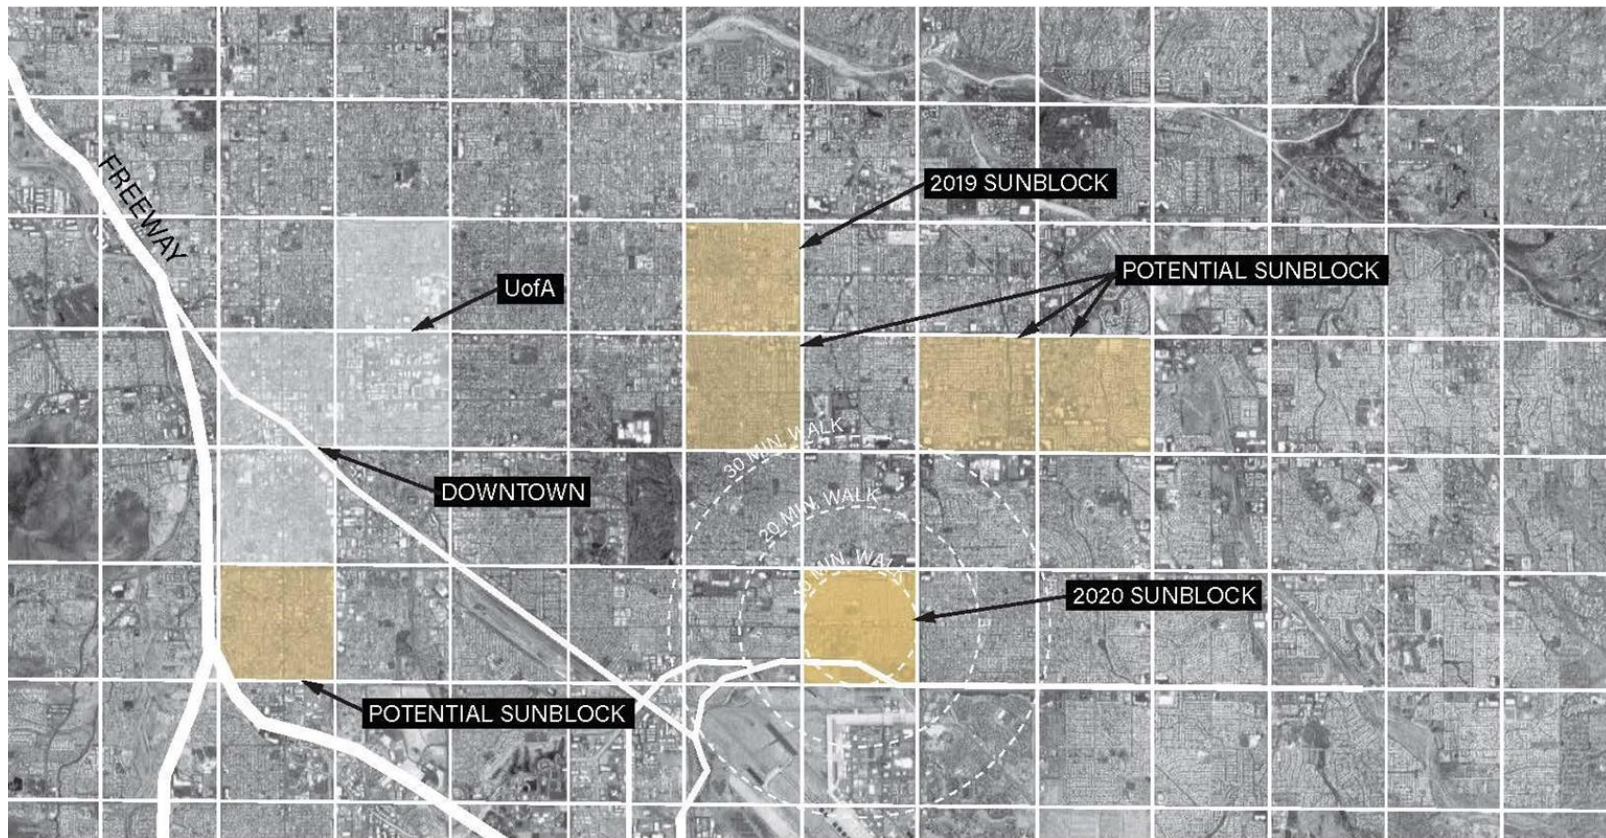 FREEWAY
2019 SUNBLOCK
POTENTIAL SUNBLOCK
UofA
30 MIN. WALK
DOWNTOWN
20 MIN. WALK
10 MIN. WALK
2020 SUNBLOCK
POTENTIAL SUNBLOCK